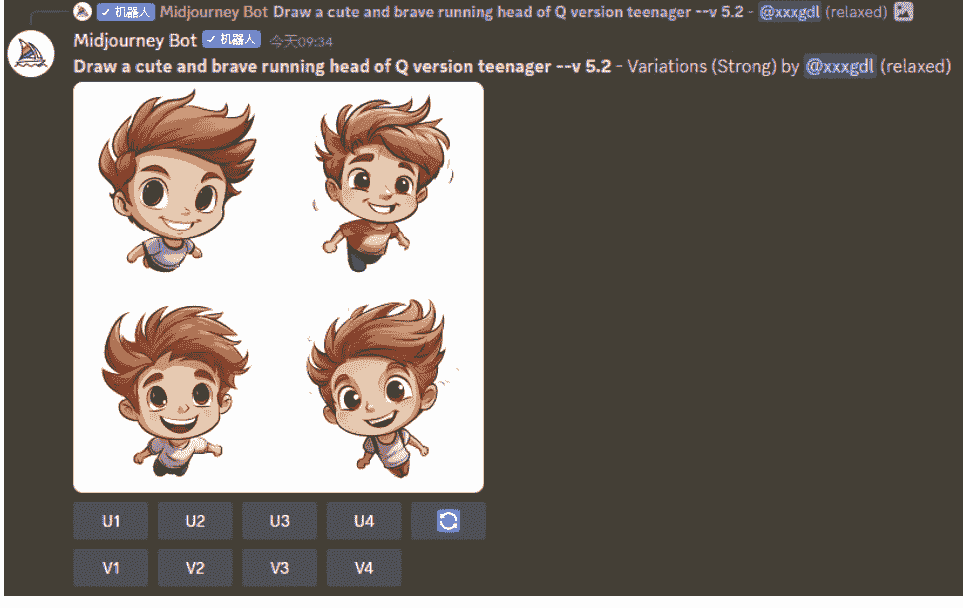 ✓ 机器人 Midjourney Bot Draw a cute and brave running head of Q version teenager --v 5.2 - @xxxgdl (relaxed)
Midjourney Bot ✓ 机器人 今天09:34
Draw a cute and brave running head of Q version teenager --v 5.2 - Variations (Strong) by @xxxgdl (relaxed)
U1 U2 U3 U4
V1 V2 V3 V4